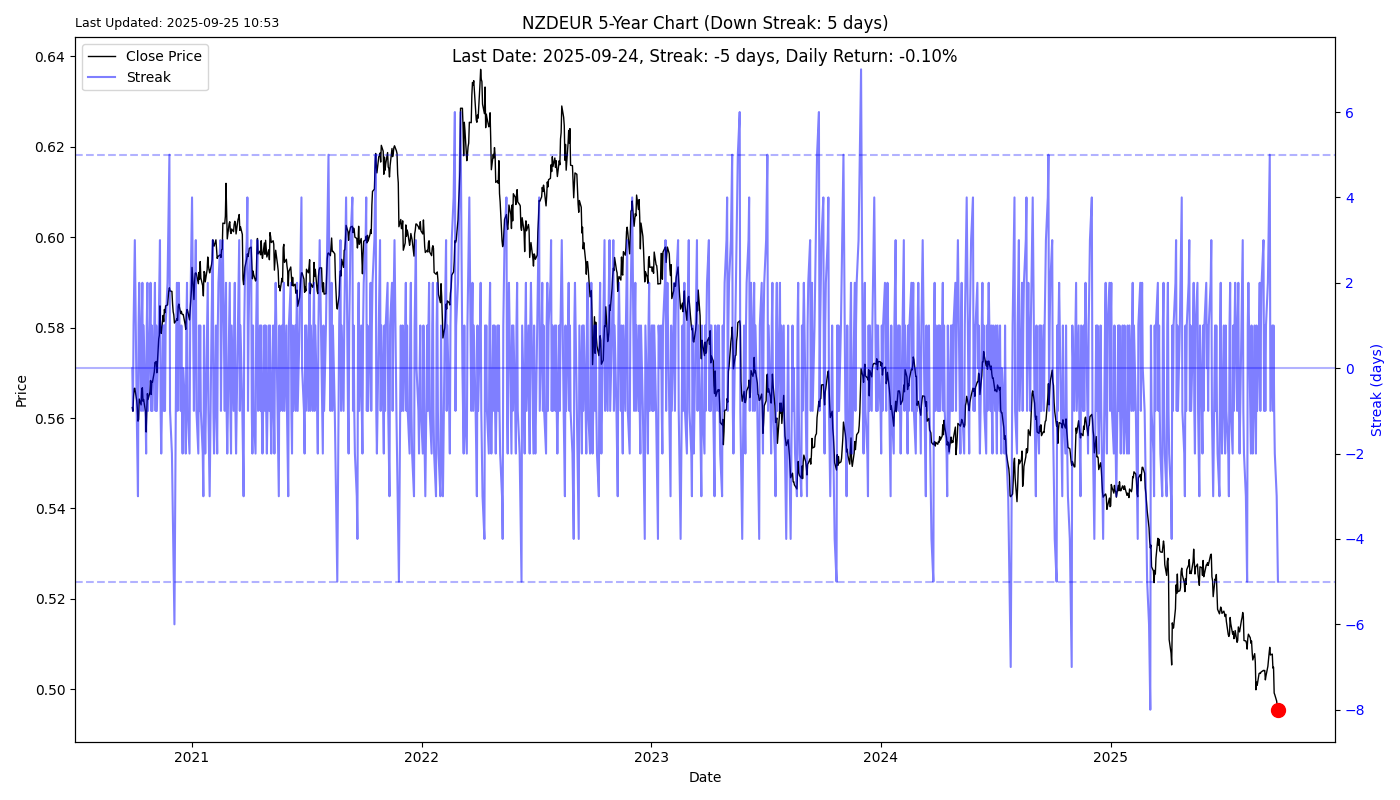 Last Updated: 2025-09-25 10:53
NZDEUR 5-Year Chart (Down Streak: 5 days)
Last Date: 2025-09-24, Streak: -5 days, Daily Return: -0.10%
Close Price
Streak
Price
0.64
0.62
0.60
0.58
0.56
0.54
0.52
0.50
6
4
2
0
−2
−4
−6
−8
Streak (days)
2021
2022
2023
2024
2025
Date